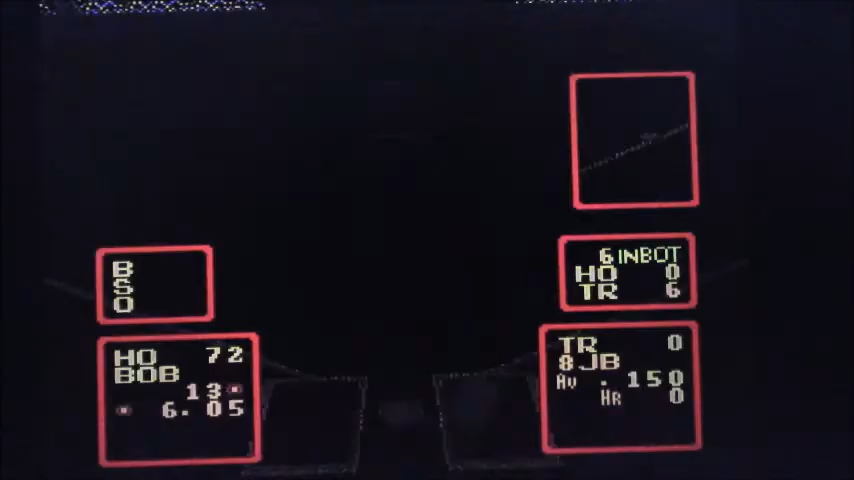 6 INBOT
HO 0
TR 6
B
S
O
HO 72
BOB
13
6. 05
TR 0
8 JB
Av .150
HR 0